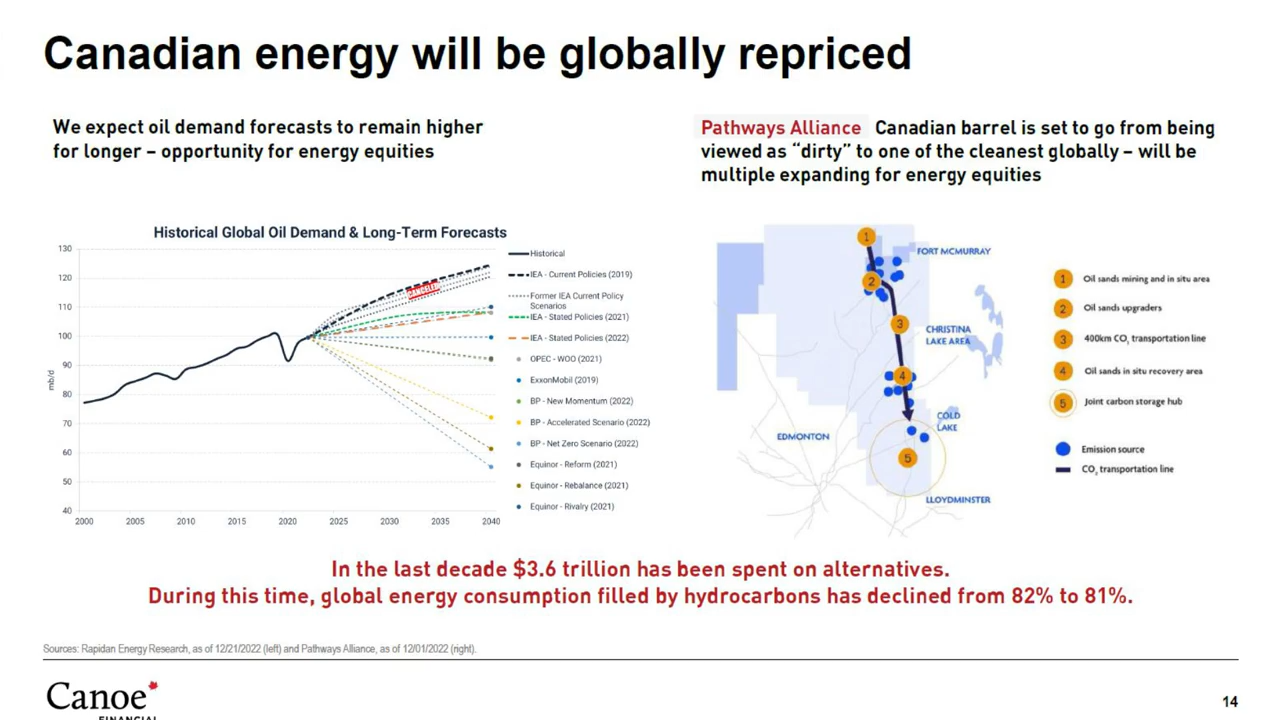 Canadian energy will be globally repriced
We expect oil demand forecasts to remain higher
for longer – opportunity for energy equities
Pathways Alliance Canadian barrel is set to go from being
viewed as “dirty” to one of the cleanest globally – will be
multiple expanding for energy equities
Historical Global Oil Demand & Long-Term Forecasts
mb/d
130
120
110
100
90
80
70
60
50
40
2000
2005
2010
2015
2020
2025
2030
2035
2040
Historical
IEA - Current Policies (2019)
Former IEA Current Policy
Scenarios
IEA - Stated Policies (2021)
IEA - Stated Policies (2022)
OPEC - WOO (2021)
ExxonMobil (2019)
BP - New Momentum (2022)
BP - Accelerated Scenario (2022)
BP - Net Zero Scenario (2022)
Equinor - Reform (2021)
Equinor - Rebalance (2021)
Equinor - Rivalry (2021)
1
FORT MCMURRAY
2
3
CHRISTINA
LAKE AREA
4
COLD
LAKE
EDMONTON
5
LLOYDMINSTER
1 Oil sands mining and in situ area
2 Oil sands upgraders
3 400km CO₂ transportation line
4 Oil sands in situ recovery area
5 Joint carbon storage hub
Emission source
CO₂ transportation line
In the last decade $3.6 trillion has been spent on alternatives.
During this time, global energy consumption filled by hydrocarbons has declined from 82% to 81%.
Sources: Rapidan Energy Research, as of 12/21/2022 (left) and Pathways Alliance, as of 12/01/2022 (right).
Canoe
FINANCIAL
14